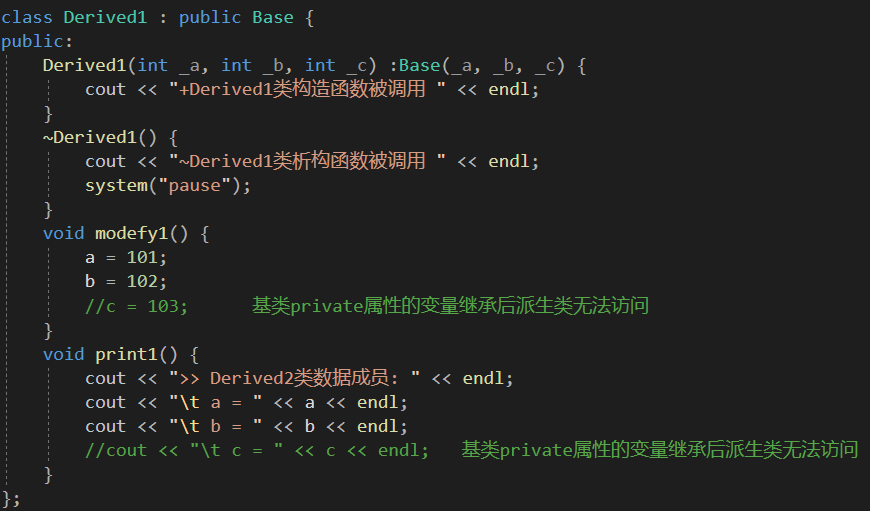 class Derived1 : public Base {
public:
    Derived1(int _a, int _b, int _c) :Base(_a, _b, _c) {
        cout << "+Derived1类构造函数被调用 " << endl;
    }
    ~Derived1() {
        cout << "~Derived1类析构函数被调用 " << endl;
        system("pause");
    }
    void modefy1() {
        a = 101;
        b = 102;
        //c = 103;      基类private属性的变量继承后派生类无法访问
    }
    void print1() {
        cout << ">> Derived2类数据成员: " << endl;
        cout << "\t a = " << a << endl;
        cout << "\t b = " << b << endl;
        //cout << "\t c = " << c << endl;   基类private属性的变量继承后派生类无法访问
    }
};